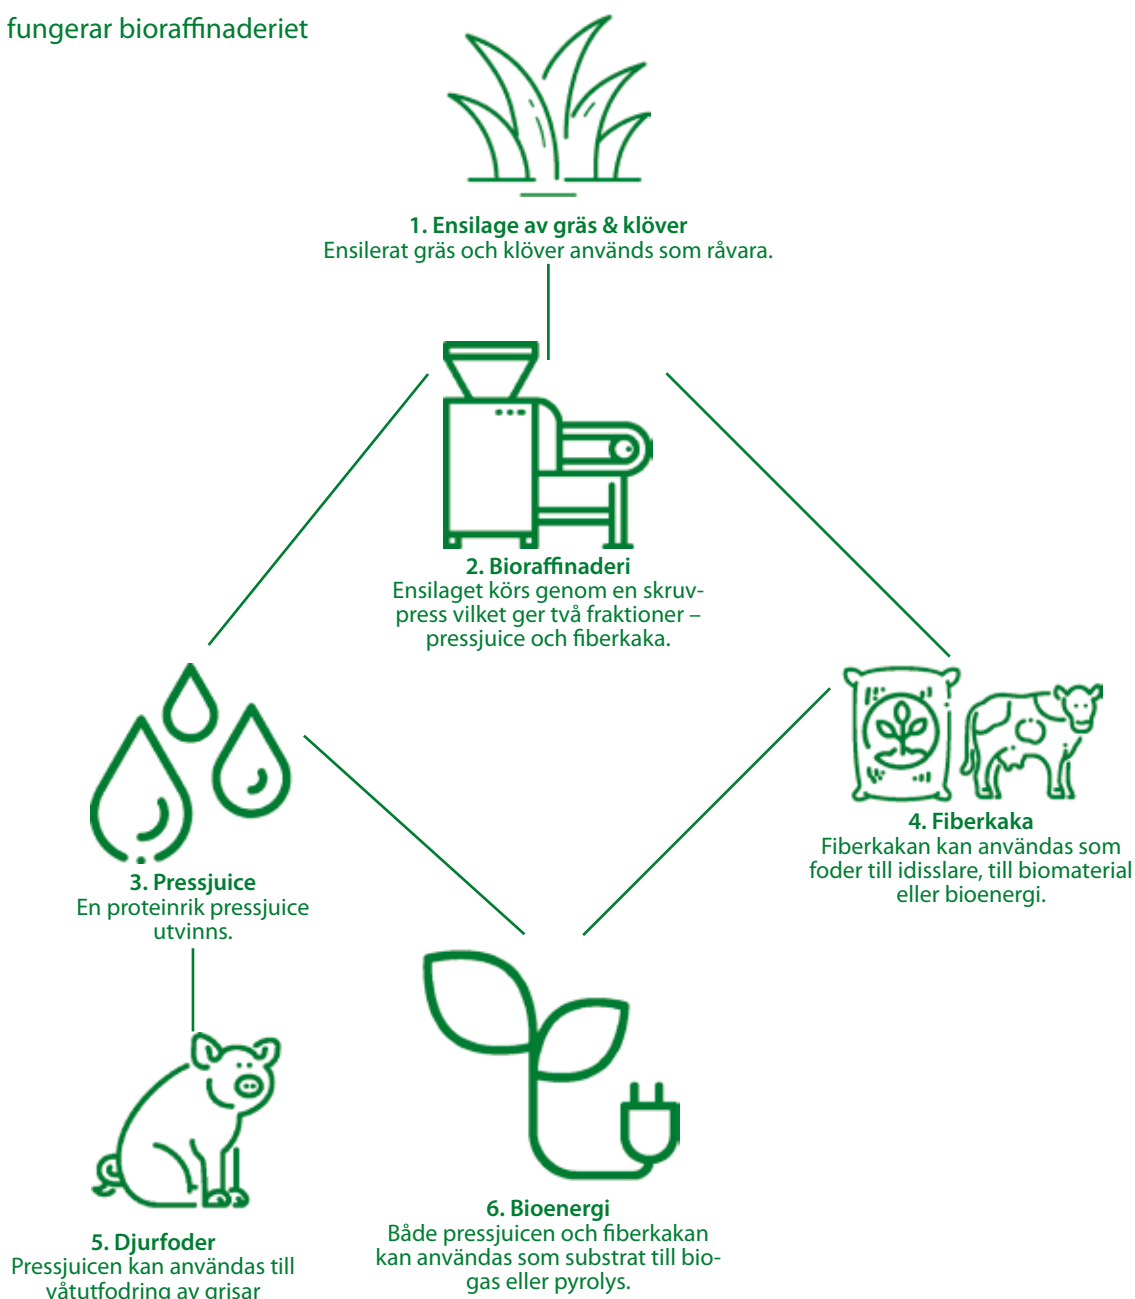 fungerar bioraffinaderiet
1. Ensilage av gräs & klöver
Ensilerat gräs och klöver används som råvara.
2. Bioraffinaderi
Ensilaget körs genom en skruv-
press vilket ger två fraktioner –
pressjuice och fiberkaka.
3. Pressjuice
En proteinrik pressjuice
utvinns.
4. Fiberkaka
Fiberkakan kan användas som
foder till idisslare, till biomaterial
eller bioenergi.
5. Djurfoder
Pressjuicen kan användas till
våtutfodring av grisar
6. Bioenergi
Både pressjuicen och fiberkakan
kan användas som substrat till bio-
gas eller pyrolys.